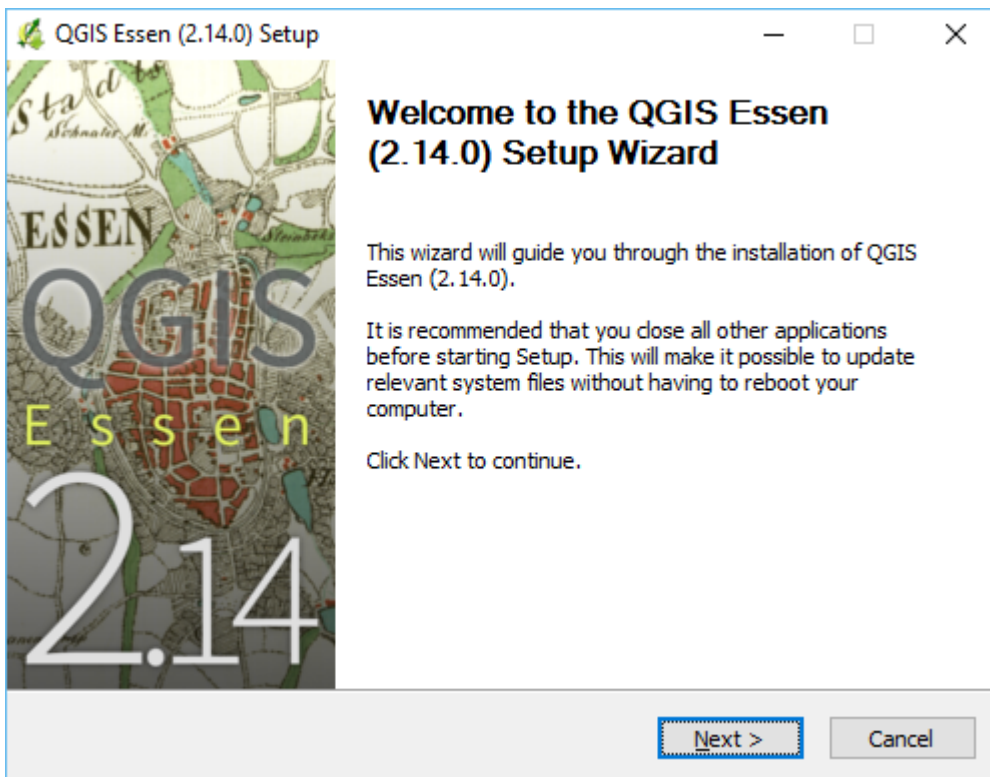 QGIS Essen (2.14.0) Setup
Stadt
Schnater M.
ESSEN
QGIS
Essen
2.14
Welcome to the QGIS Essen
(2.14.0) Setup Wizard
This wizard will guide you through the installation of QGIS
Essen (2.14.0).
It is recommended that you close all other applications
before starting Setup. This will make it possible to update
relevant system files without having to reboot your
computer.
Click Next to continue.
Next >
Cancel